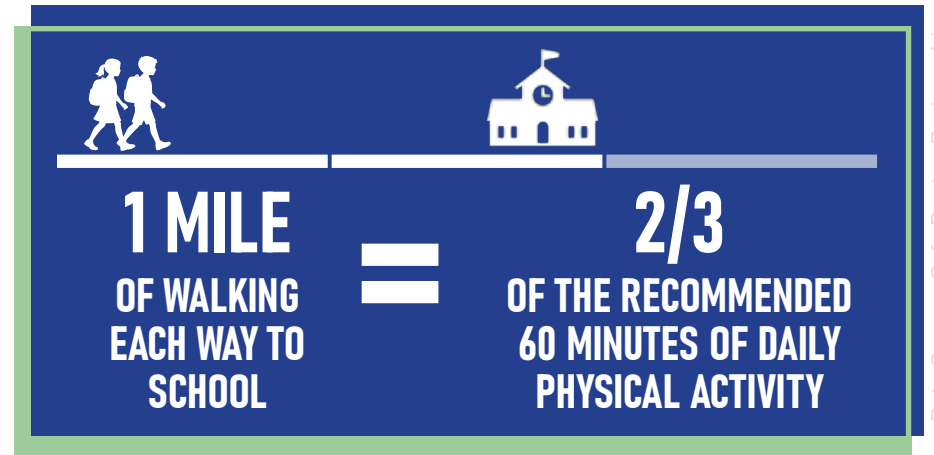 1 MILE
OF WALKING
EACH WAY TO
SCHOOL
=
2/3
OF THE RECOMMENDED
60 MINUTES OF DAILY
PHYSICAL ACTIVITY